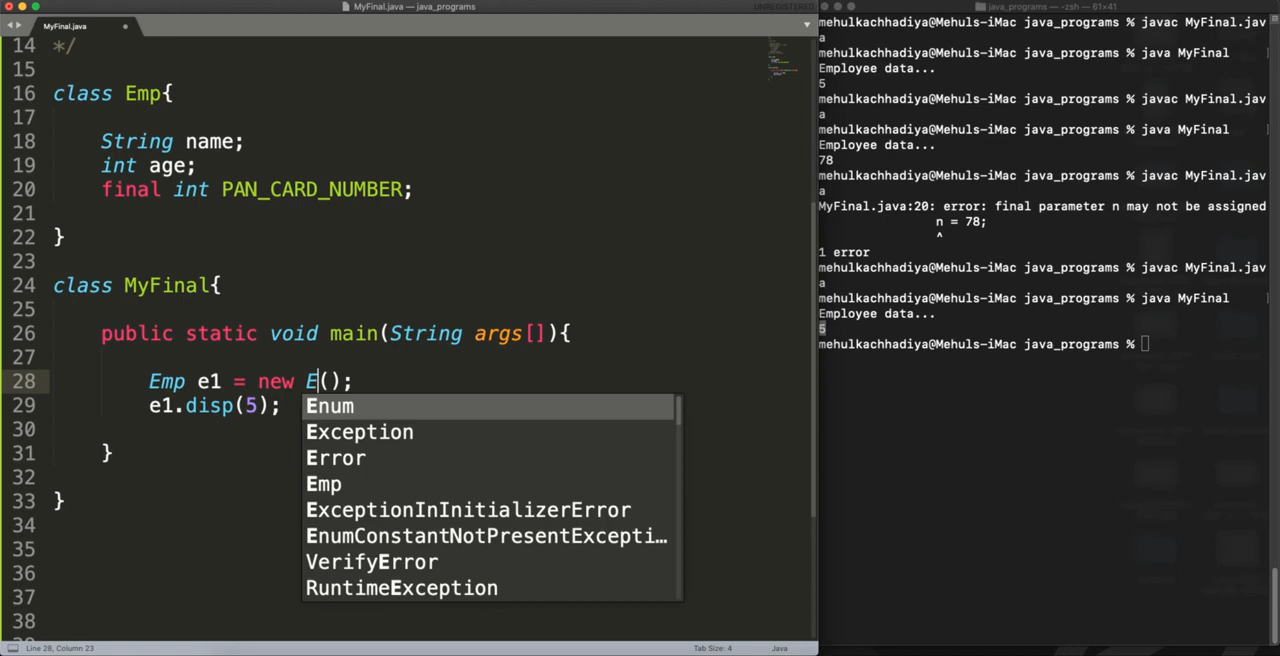 MyFinal.java — java_programs
UNREGISTERED
MyFinal.java
14 */
15
16 class Emp{
17
18 String name;
19 int age;
20 final int PAN_CARD_NUMBER;
21
22 }
23
24 class MyFinal{
25
26 public static void main(String args[]){
27
28 Emp e1 = new E();
29 e1.disp(5);
30
31 }
32
33 }
34
35
36
37
38
Enum
Exception
Error
Emp
ExceptionInInitializerError
EnumConstantNotPresentExcepti…
VerifyError
RuntimeException
Line 28, Column 23
Tab Size: 4
Java
java_programs — -zsh — 61×41
mehulkachhadiya@Mehuls-iMac java_programs % javac MyFinal.jav
a
mehulkachhadiya@Mehuls-iMac java_programs % java MyFinal
Employee data...
5
mehulkachhadiya@Mehuls-iMac java_programs % javac MyFinal.jav
a
mehulkachhadiya@Mehuls-iMac java_programs % java MyFinal
Employee data...
78
mehulkachhadiya@Mehuls-iMac java_programs % javac MyFinal.jav
a
MyFinal.java:20: error: final parameter n may not be assigned
n = 78;
^
1 error
mehulkachhadiya@Mehuls-iMac java_programs % javac MyFinal.jav
a
mehulkachhadiya@Mehuls-iMac java_programs % java MyFinal
Employee data...
5
mehulkachhadiya@Mehuls-iMac java_programs %